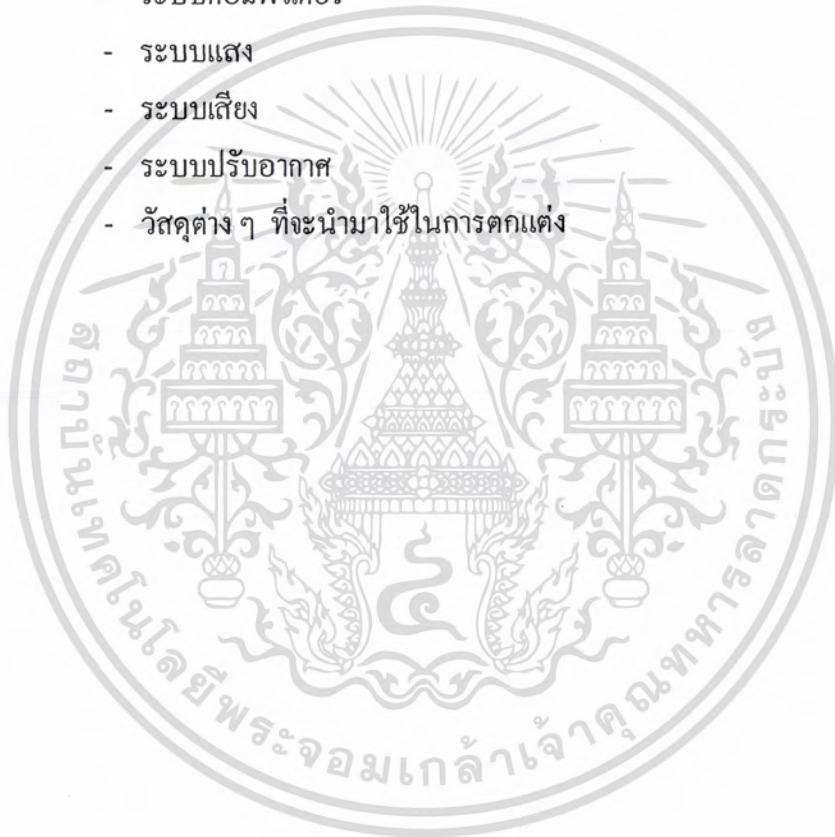 - ระบบแสง
- ระบบเสียง
- ระบบปรับอากาศ
- วัสดุต่าง ๆ ที่จะนำมาใช้ในการตกแต่ง
สถาบันเทคโนโลยีพระจอมเกล้าเจ้าคุณทหารลาดกระบัง